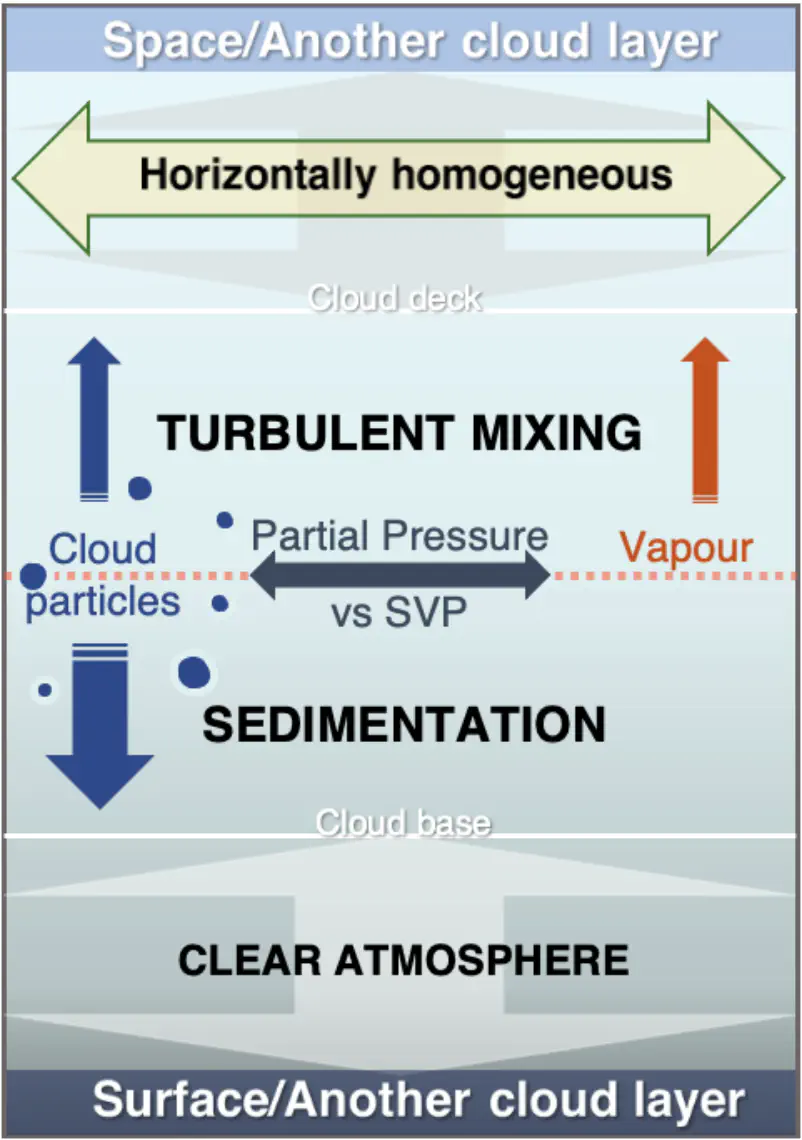 Space/Another cloud layer
Horizontally homogeneous
Cloud deck
TURBULENT MIXING
Cloud
particles
Partial Pressure
vs SVP
Vapour
SEDIMENTATION
Cloud base
CLEAR ATMOSPHERE
Surface/Another cloud layer